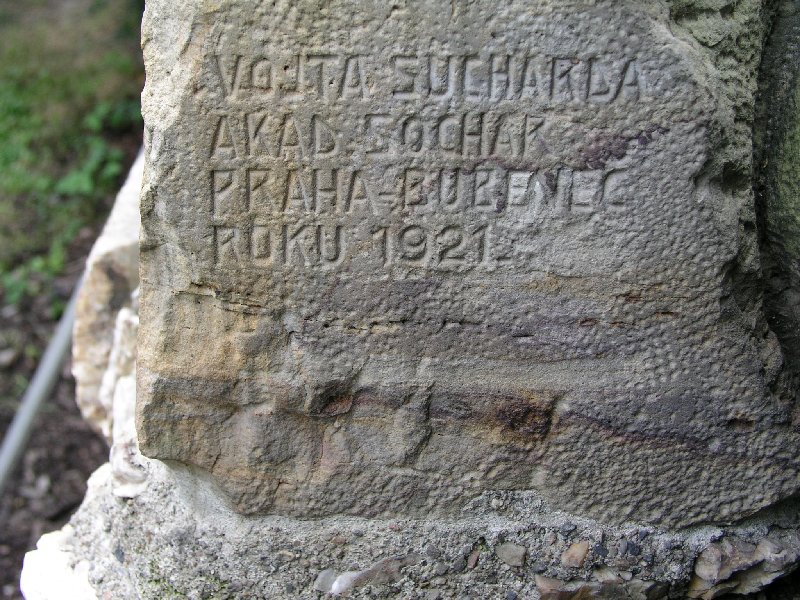 VOJTA SUCHARDA
AKAD. SOCHAŘ
PRAHA-BUBENEČ
ROKU 1921.